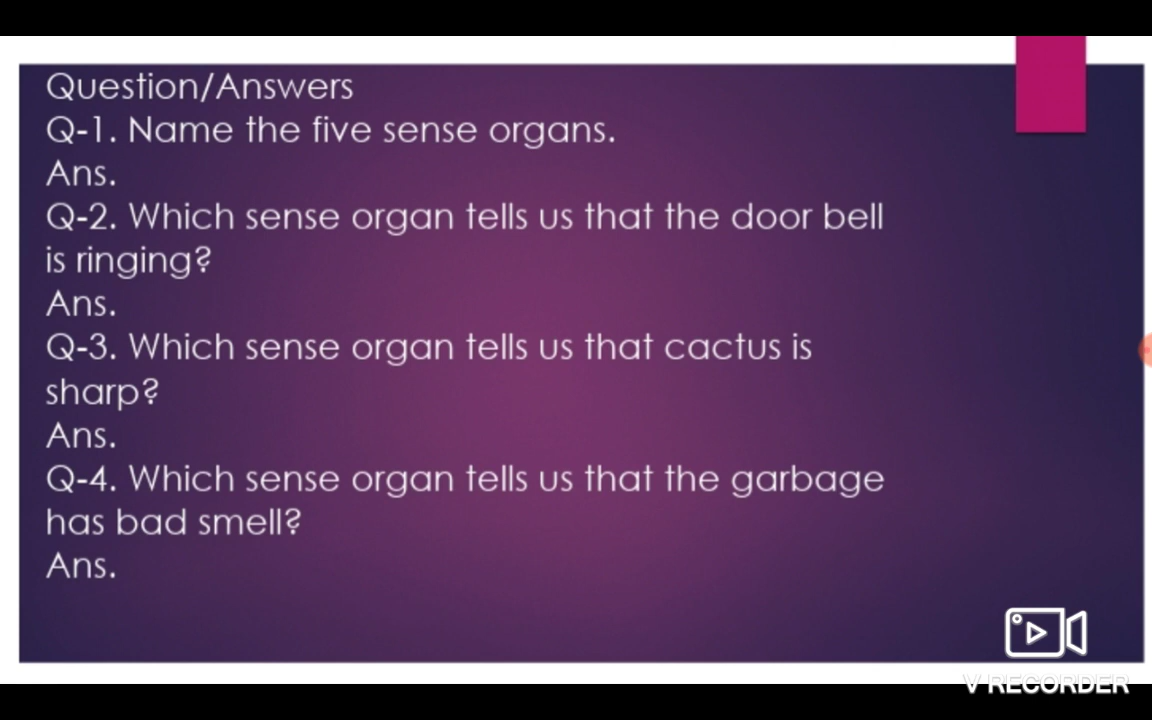 Question/Answers
Q-1. Name the five sense organs.
Ans.
Q-2. Which sense organ tells us that the door bell
is ringing?
Ans.
Q-3. Which sense organ tells us that cactus is
sharp?
Ans.
Q-4. Which sense organ tells us that the garbage
has bad smell?
Ans.
V RECORDER